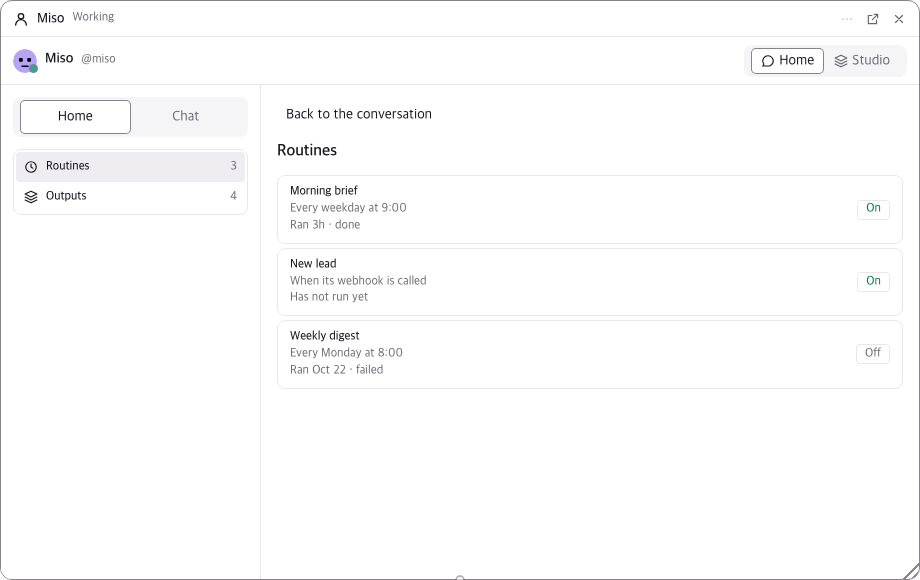 Miso Working
Miso @miso
Home Studio
Home Chat
Routines 3
Outputs 4
Back to the conversation
Routines
Morning brief
Every weekday at 9:00
Ran 3h · done
On
New lead
When its webhook is called
Has not run yet
On
Weekly digest
Every Monday at 8:00
Ran Oct 22 · failed
Off